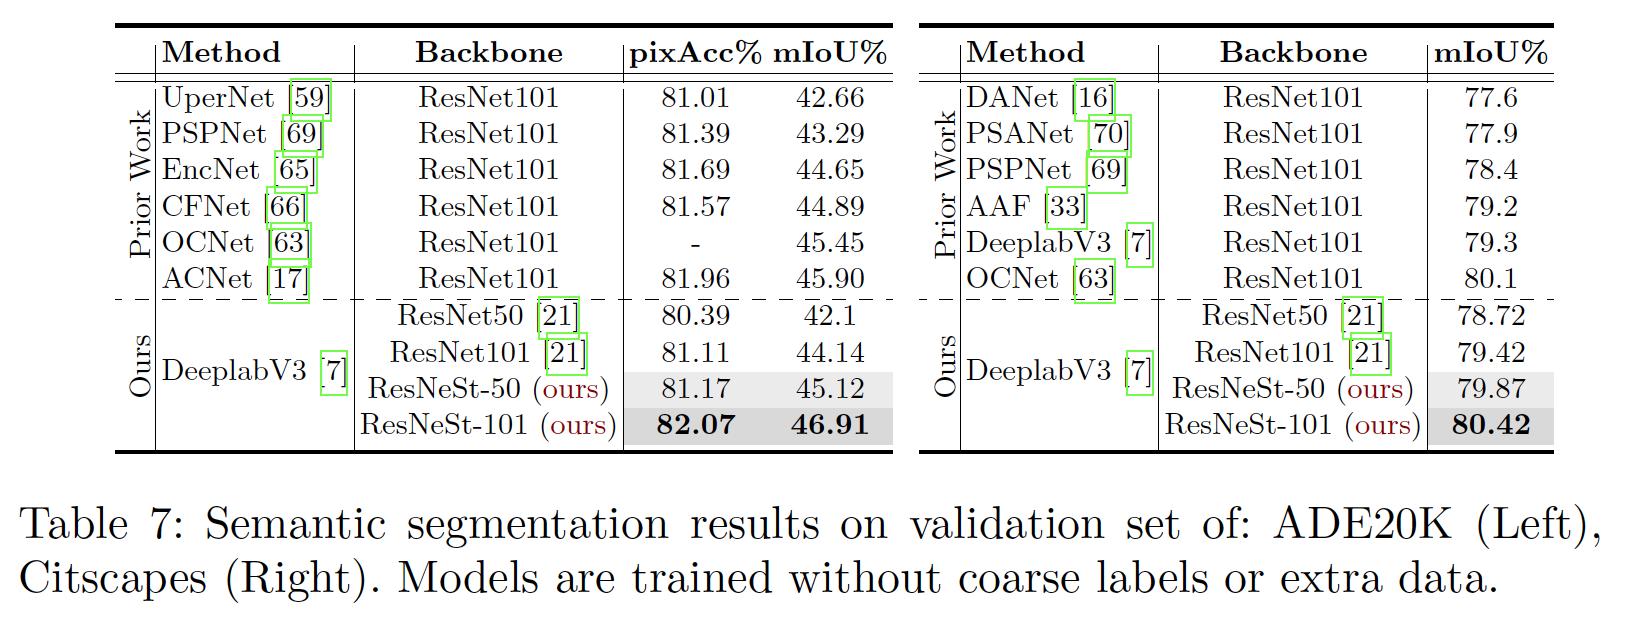 Method Backbone pixAcc% mIoU%
Prior Work
UperNet [59] ResNet101 81.01 42.66
PSPNet [69] ResNet101 81.39 43.29
EncNet [65] ResNet101 81.69 44.65
CFNet [66] ResNet101 81.57 44.89
OCNet [63] ResNet101 - 45.45
ACNet [17] ResNet101 81.96 45.90
Ours
DeeplabV3 [7]
ResNet50 [21] 80.39 42.1
ResNet101 [21] 81.11 44.14
ResNeSt-50 (ours) 81.17 45.12
ResNeSt-101 (ours) 82.07 46.91
Method Backbone mIoU%
Prior Work
DANet [16] ResNet101 77.6
PSANet [70] ResNet101 77.9
PSPNet [69] ResNet101 78.4
AAF [33] ResNet101 79.2
DeeplabV3 [7] ResNet101 79.3
OCNet [63] ResNet101 80.1
Ours
DeeplabV3 [7]
ResNet50 [21] 78.72
ResNet101 [21] 79.42
ResNeSt-50 (ours) 79.87
ResNeSt-101 (ours) 80.42
Table 7: Semantic segmentation results on validation set of: ADE20K (Left),
Citscapes (Right). Models are trained without coarse labels or extra data.